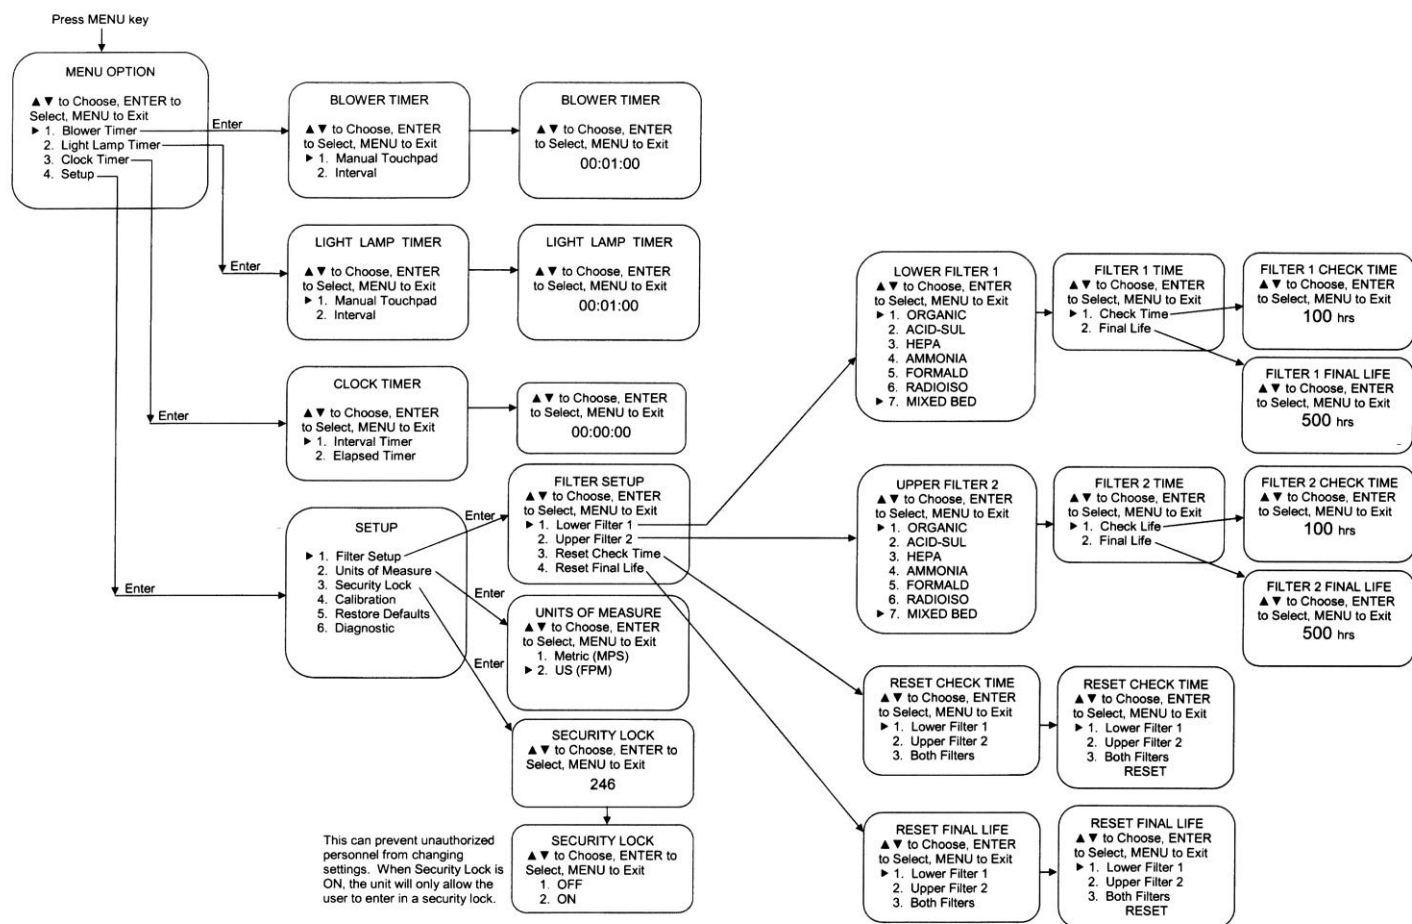 Press MENU key
MENU OPTION
▲▼ to Choose, ENTER to
Select, MENU to Exit
▶ 1. Blower Timer
2. Light Lamp Timer
3. Clock Timer
4. Setup
Enter
BLOWER TIMER
▲▼ to Choose, ENTER
to Select, MENU to Exit
▶ 1. Manual Touchpad
2. Interval
BLOWER TIMER
▲▼ to Choose, ENTER
to Select, MENU to Exit
00:01:00
Enter
LIGHT LAMP TIMER
▲▼ to Choose, ENTER
to Select, MENU to Exit
▶ 1. Manual Touchpad
2. Interval
LIGHT LAMP TIMER
▲▼ to Choose, ENTER
to Select, MENU to Exit
00:01:00
Enter
CLOCK TIMER
▲▼ to Choose, ENTER
to Select, MENU to Exit
▶ 1. Interval Timer
2. Elapsed Timer
▲▼ to Choose, ENTER
to Select, MENU to Exit
00:00:00
Enter
SETUP
▶ 1. Filter Setup
2. Units of Measure
3. Security Lock
4. Calibration
5. Restore Defaults
6. Diagnostic
Enter
FILTER SETUP
▲▼ to Choose, ENTER
to Select, MENU to Exit
▶ 1. Lower Filter 1
2. Upper Filter 2
3. Reset Check Time
4. Reset Final Life
Enter
UNITS OF MEASURE
▲▼ to Choose, ENTER
to Select, MENU to Exit
1. Metric (MPS)
▶ 2. US (FPM)
Enter
SECURITY LOCK
▲▼ to Choose, ENTER to
Select, MENU to Exit
246
SECURITY LOCK
▲▼ to Choose, ENTER to
Select, MENU to Exit
1. OFF
2. ON
This can prevent unauthorized
personnel from changing
settings. When Security Lock is
ON, the unit will only allow the
user to enter in a security lock.
LOWER FILTER 1
▲▼ to Choose, ENTER
to Select, MENU to Exit
▶ 1. ORGANIC
2. ACID-SUL
3. HEPA
4. AMMONIA
5. FORMALD
6. RADIOISO
▶ 7. MIXED BED
FILTER 1 TIME
▲▼ to Choose, ENTER
to Select, MENU to Exit
▶ 1. Check Time
2. Final Life
FILTER 1 CHECK TIME
▲▼ to Choose, ENTER
to Select, MENU to Exit
100 hrs
FILTER 1 FINAL LIFE
▲▼ to Choose, ENTER
to Select, MENU to Exit
500 hrs
UPPER FILTER 2
▲▼ to Choose, ENTER
to Select, MENU to Exit
▶ 1. ORGANIC
2. ACID-SUL
3. HEPA
4. AMMONIA
5. FORMALD
6. RADIOISO
▶ 7. MIXED BED
FILTER 2 TIME
▲▼ to Choose, ENTER
to Select, MENU to Exit
▶ 1. Check Life
2. Final Life
FILTER 2 CHECK TIME
▲▼ to Choose, ENTER
to Select, MENU to Exit
100 hrs
FILTER 2 FINAL LIFE
▲▼ to Choose, ENTER
to Select, MENU to Exit
500 hrs
RESET CHECK TIME
▲▼ to Choose, ENTER
to Select, MENU to Exit
▶ 1. Lower Filter 1
2. Upper Filter 2
3. Both Filters
RESET CHECK TIME
▲▼ to Choose, ENTER
to Select, MENU to Exit
▶ 1. Lower Filter 1
2. Upper Filter 2
3. Both Filters
RESET
RESET FINAL LIFE
▲▼ to Choose, ENTER
to Select, MENU to Exit
▶ 1. Lower Filter 1
2. Upper Filter 2
3. Both Filters
RESET FINAL LIFE
▲▼ to Choose, ENTER
to Select, MENU to Exit
▶ 1. Lower Filter 1
2. Upper Filter 2
3. Both Filters
RESET